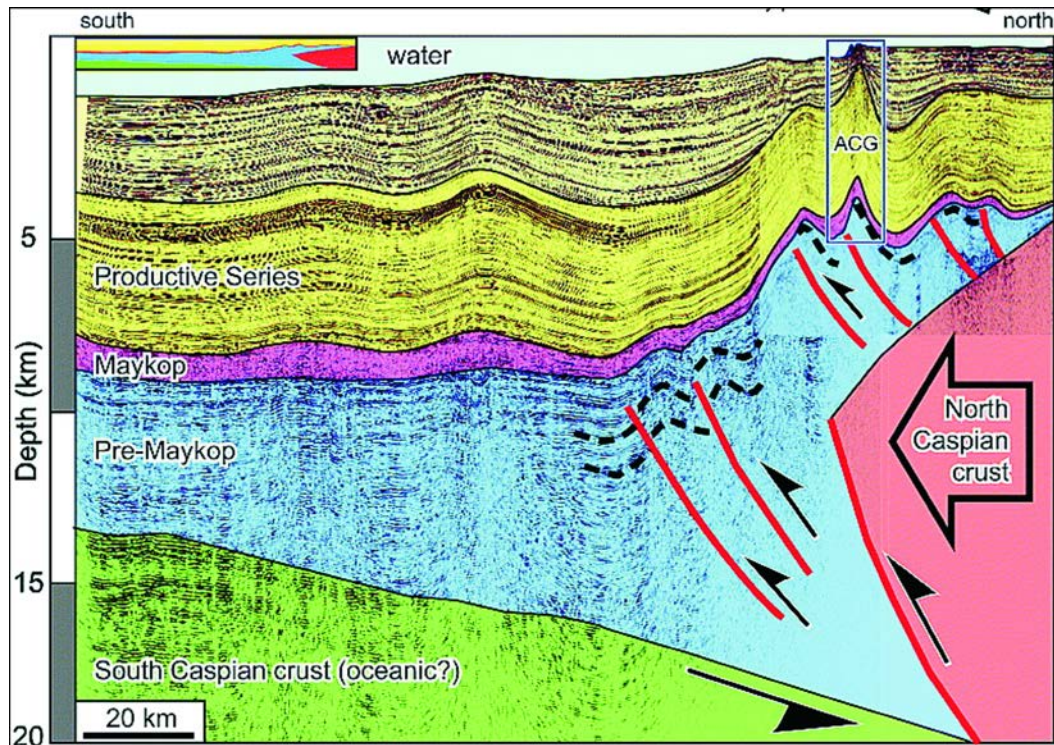 south
north
water
ACG
5
Productive Series
Maykop
Depth (km)
Pre-Maykop
North
Caspian
crust
15
South Caspian crust (oceanic?)
20 km
20